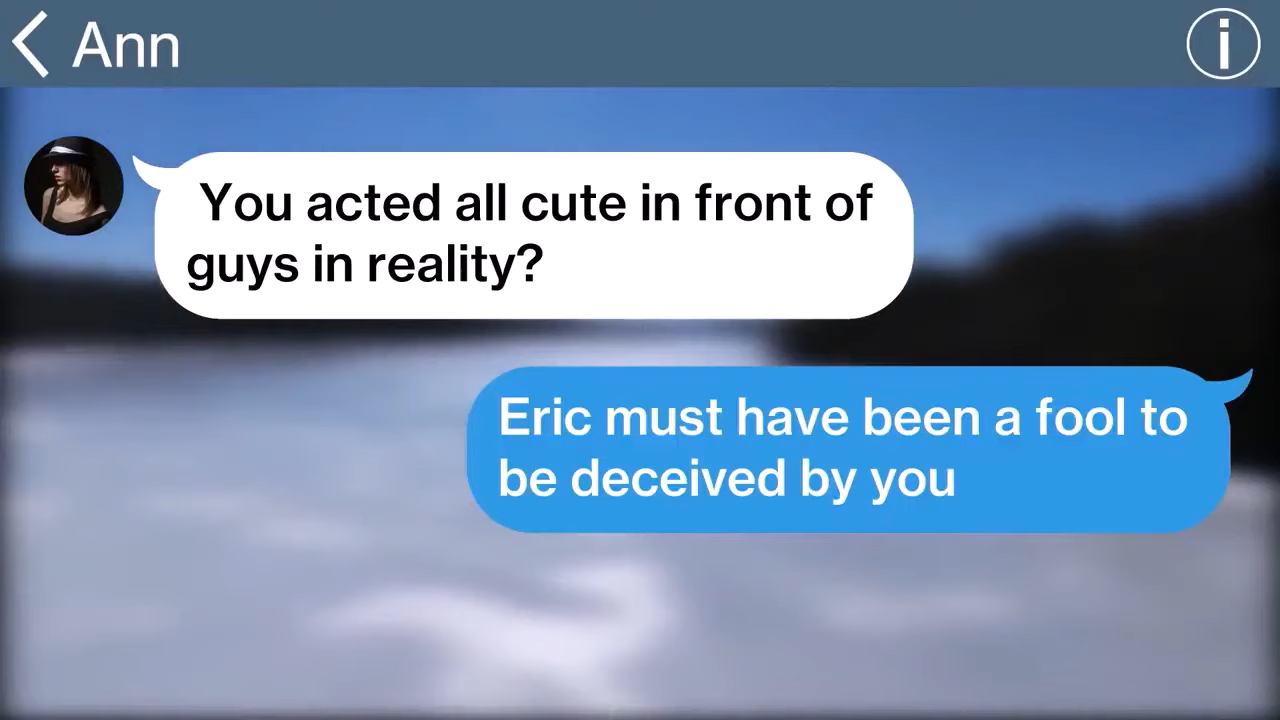 Ann
You acted all cute in front of
guys in reality?
Eric must have been a fool to
be deceived by you